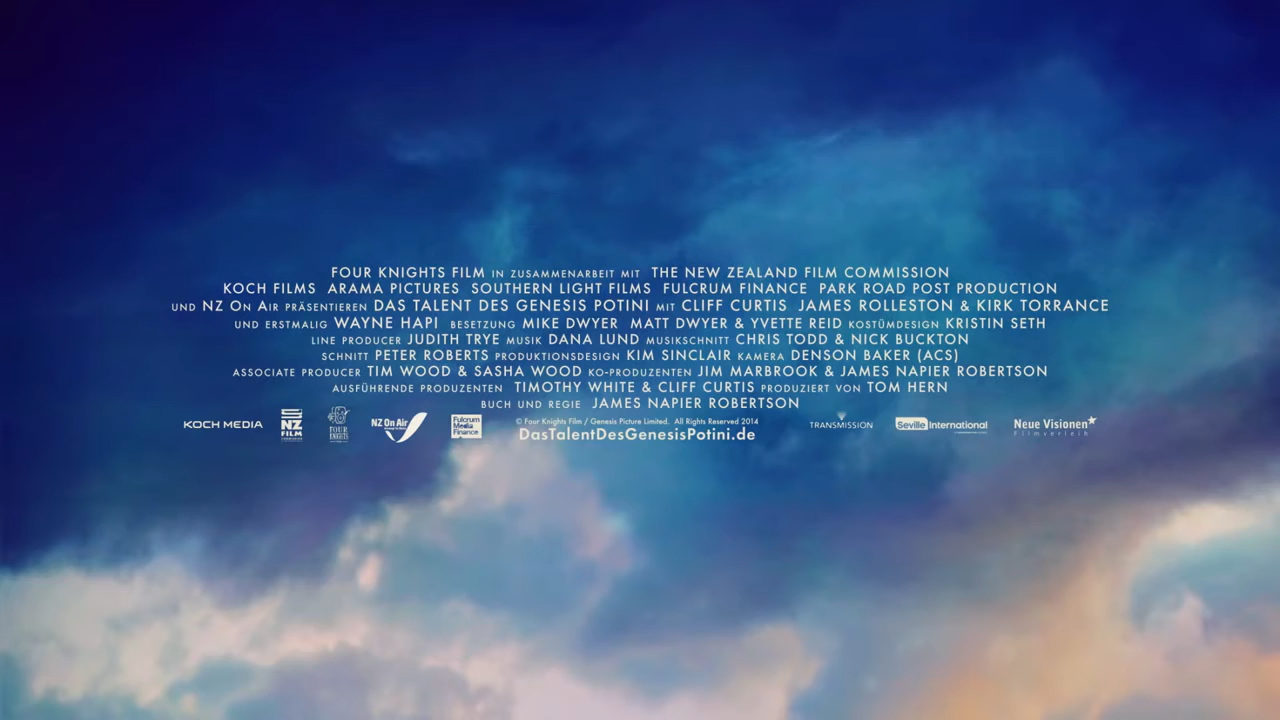 FOUR KNIGHTS FILM IN ZUSAMMENARBEIT MIT THE NEW ZEALAND FILM COMMISSION
KOCH FILMS ARAMA PICTURES SOUTHERN LIGHT FILMS FULCRUM FINANCE PARK ROAD POST PRODUCTION
UND NZ ON AIR PRÄSENTIEREN DAS TALENT DES GENESIS POTINI MIT CLIFF CURTIS JAMES ROLLESTON & KIRK TORRANCE
UND ERSTMALIG WAYNE HAPI BESETZUNG MIKE DWYER MATT DWYER & YVETTE REID KOSTÜMDESIGN KRISTIN SETH
LINE PRODUCER JUDITH TRYE MUSIK DANA LUND MUSIKSCHNITT CHRIS TODD & NICK BUCKTON
SCHNITT PETER ROBERTS PRODUKTIONSDESIGN KIM SINCLAIR KAMERA DENSON BAKER (ACS)
ASSOCIATE PRODUCER TIM WOOD & SASHA WOOD KO-PRODUZENTEN JIM MARBROOK & JAMES NAPIER ROBERTSON
AUSFÜHRENDE PRODUZENTEN TIMOTHY WHITE & CLIFF CURTIS PRODUZIERT VON TOM HERN
BUCH UND REGIE JAMES NAPIER ROBERTSON
KOCH MEDIA
NZ
FILM
FOUR
KNIGHTS
NZ On Air
Fulcrum
Media
Finance
© Four Knights Film / Genesis Picture Limited. All Rights Reserved 2014
DasTalentDesGenesisPotini.de
TRANSMISSION
Seville International
Neue Visionen
Filmverleih